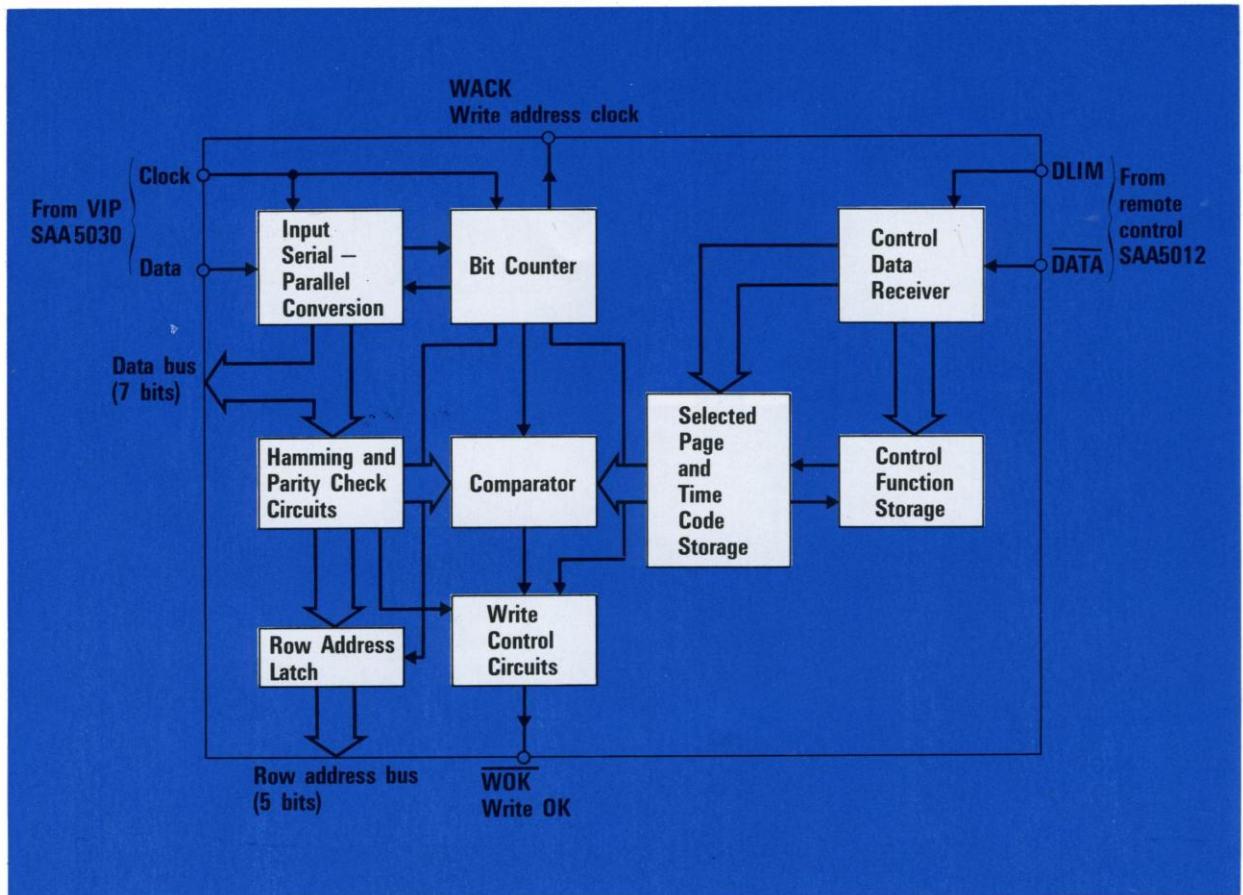 WACK
Write address clock
Clock
From VIP
SAA5030
Data
DLIM
From
remote
control
SAA5012
DATA
Input
Serial –
Parallel
Conversion
Bit Counter
Control
Data
Receiver
Data bus
(7 bits)
Hamming and
Parity Check
Circuits
Comparator
Selected
Page
and
Time
Code
Storage
Control
Function
Storage
Row Address
Latch
Write
Control
Circuits
Row address bus
(5 bits)
WOK
Write OK